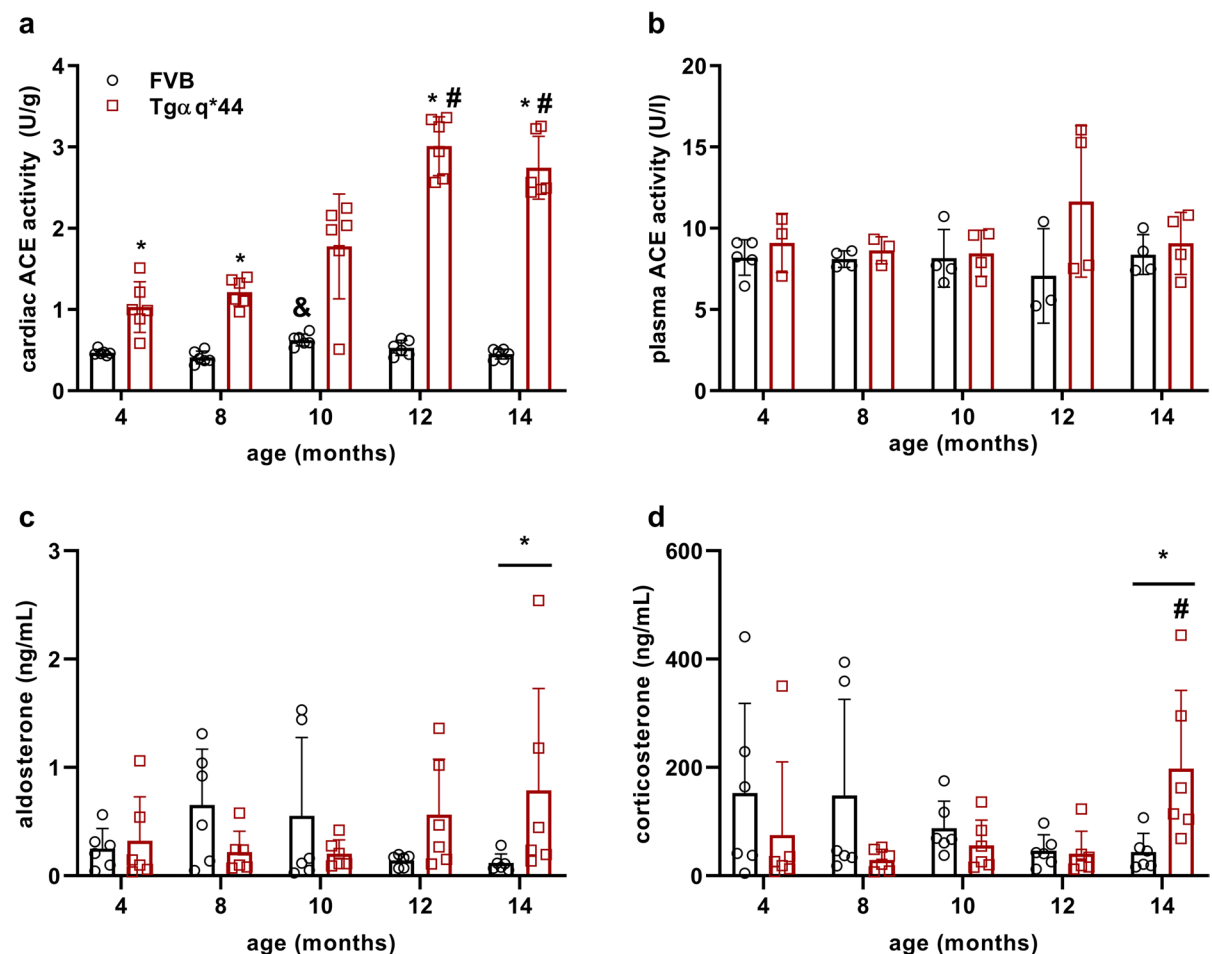 a
cardiac ACE activity (U/g)
4
3
2
1
0
FVB
Tgα q*44
*
*
&
* #
* #
4 8 10 12 14
age (months)
b
plasma ACE activity (U/l)
20
15
10
5
0
4 8 10 12 14
age (months)
c
aldosterone (ng/mL)
3
2
1
0
*
4 8 10 12 14
age (months)
d
corticosterone (ng/mL)
600
400
200
0
*
#
4 8 10 12 14
age (months)